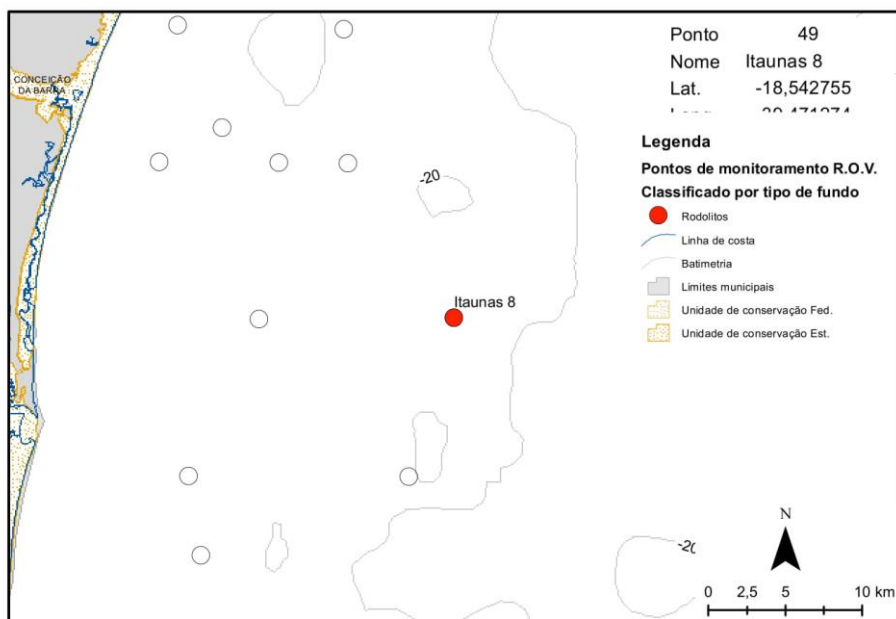 Ponto 49
Nome Itaunas 8
Lat. -18,542755
CONCEIÇÃO
DA BARRA
Legenda
Pontos de monitoramento R.O.V.
Classificado por tipo de fundo
Rodolitos
Linha de costa
Batimetria
Limites municipais
Unidade de conservação Fed.
Unidade de conservação Est.
-20
Itaunas 8
-20
N
0 2,5 5 10 km